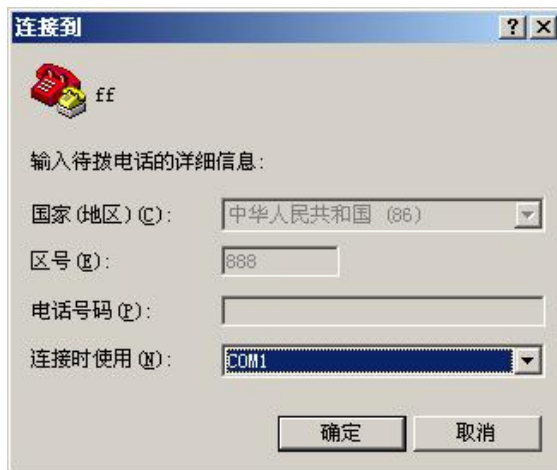 连接到
ff
输入待拨电话的详细信息:
国家(地区)(C): 中华人民共和国 (86)
区号(E): 888
电话号码(P):
连接时使用(N): COM1
确定 取消